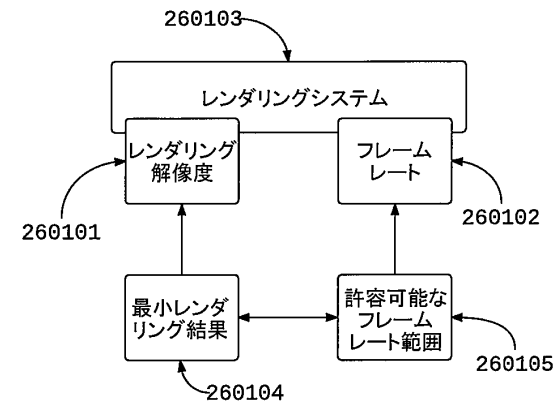 260103
レンダリングシステム
レンダリング
解像度
フレーム
レート
260101
260102
最小レンダ
リング結果
許容可能な
フレーム
レート範囲
260104
260105